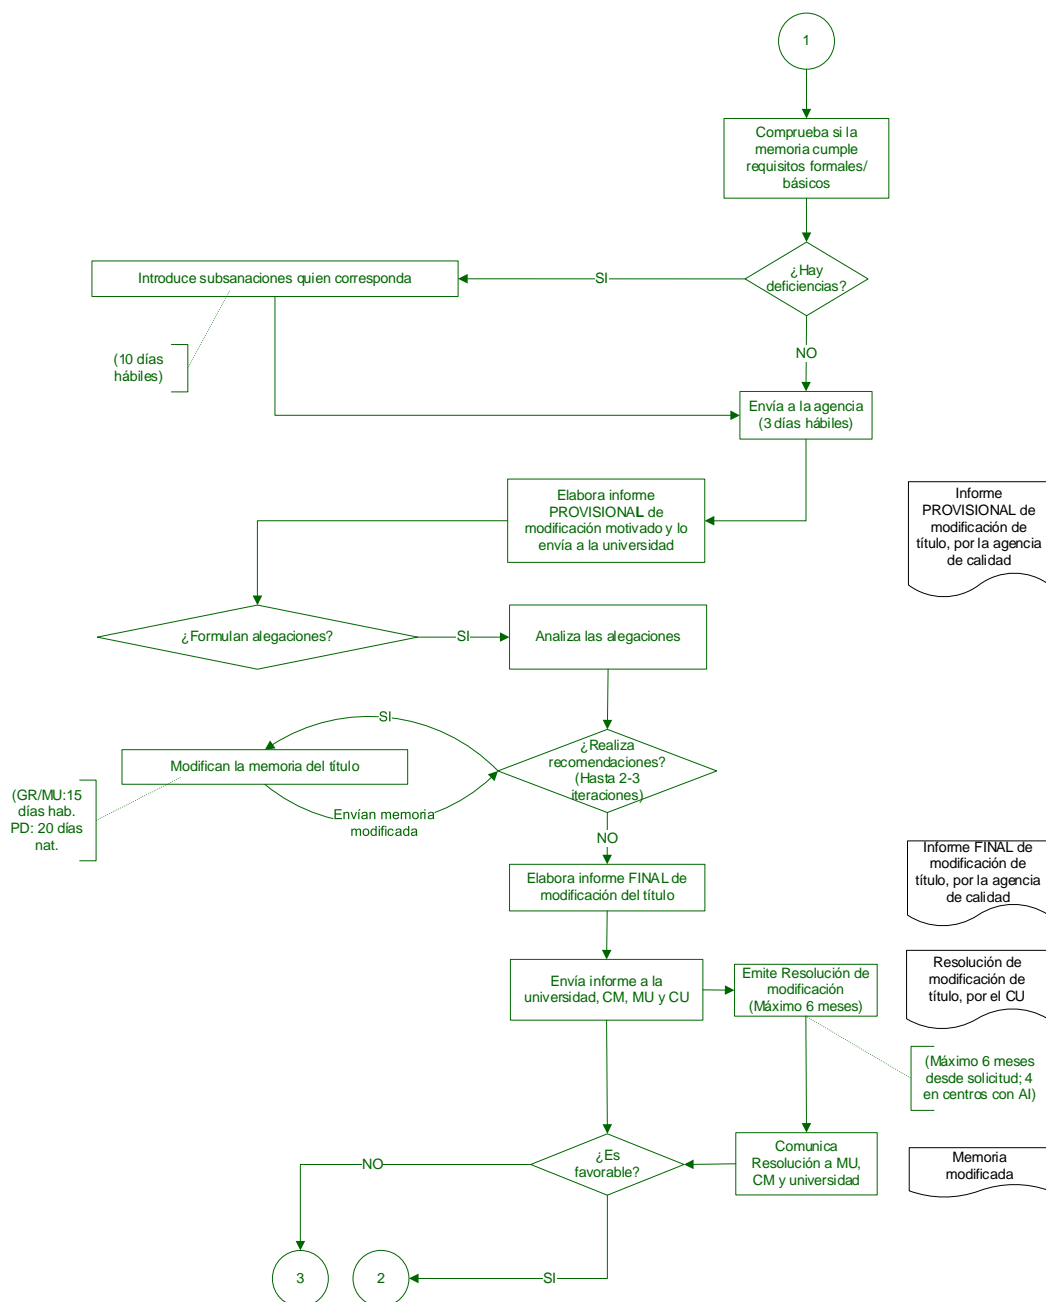 1
Comprueba si la
memoria cumple
requisitos formales/
básicos
¿Hay
deficiencias?
SI
Introduce subsanaciones quien corresponda
(10 días
hábiles)
NO
Envía a la agencia
(3 días hábiles)
Elabora informe
PROVISIONAL de
modificación motivado y lo
envía a la universidad
Informe
PROVISIONAL de
modificación de
título, por la agencia
de calidad
¿Formulan alegaciones?
SI
Analiza las alegaciones
SI
¿Realiza
recomendaciones?
(Hasta 2-3
iteraciones)
Modifican la memoria del título
(GR/MU:15
días hab.
PD: 20 días
nat.
Envían memoria
modificada
NO
Elabora informe FINAL de
modificación del título
Informe FINAL de
modificación de
título, por la agencia
de calidad
Envía informe a la
universidad, CM, MU y CU
Emite Resolución de
modificación
(Máximo 6 meses)
Resolución de
modificación de
título, por el CU
(Máximo 6 meses
desde solicitud; 4
en centros con AI)
¿Es
favorable?
Comunica
Resolución a MU,
CM y universidad
Memoria
modificada
NO
3
2
SI